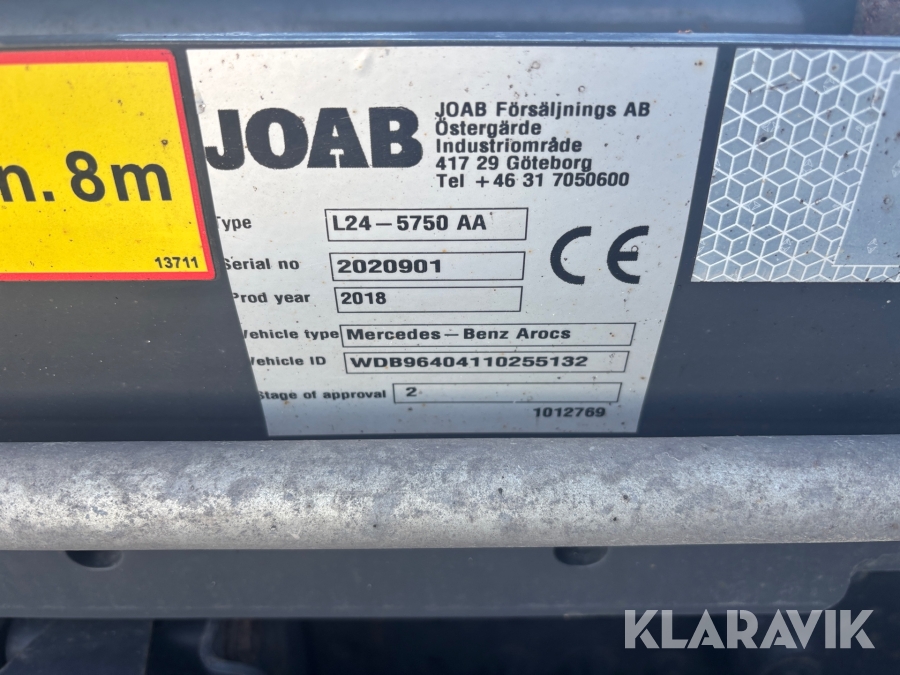 n. 8m
13711
JOAB
JOAB Försäljnings AB
Östergärde
Industriområde
417 29 Göteborg
Tel +46 31 7050600
Type L24-5750 AA
Serial no 2020901
CE
Prod year 2018
Vehicle type Mercedes-Benz Arocs
Vehicle ID WDB96404110255132
Stage of approval 2
1012769
KLARAVIK